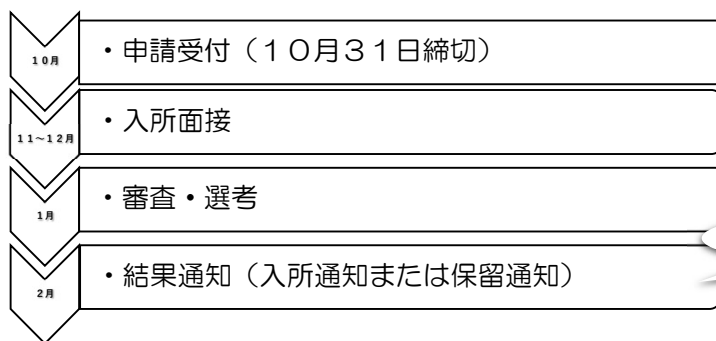 10月
・申請受付（１０月３１日締切）
11～12月
・入所面接
1月
・審査・選考
2月
・結果通知（入所通知または保留通知）